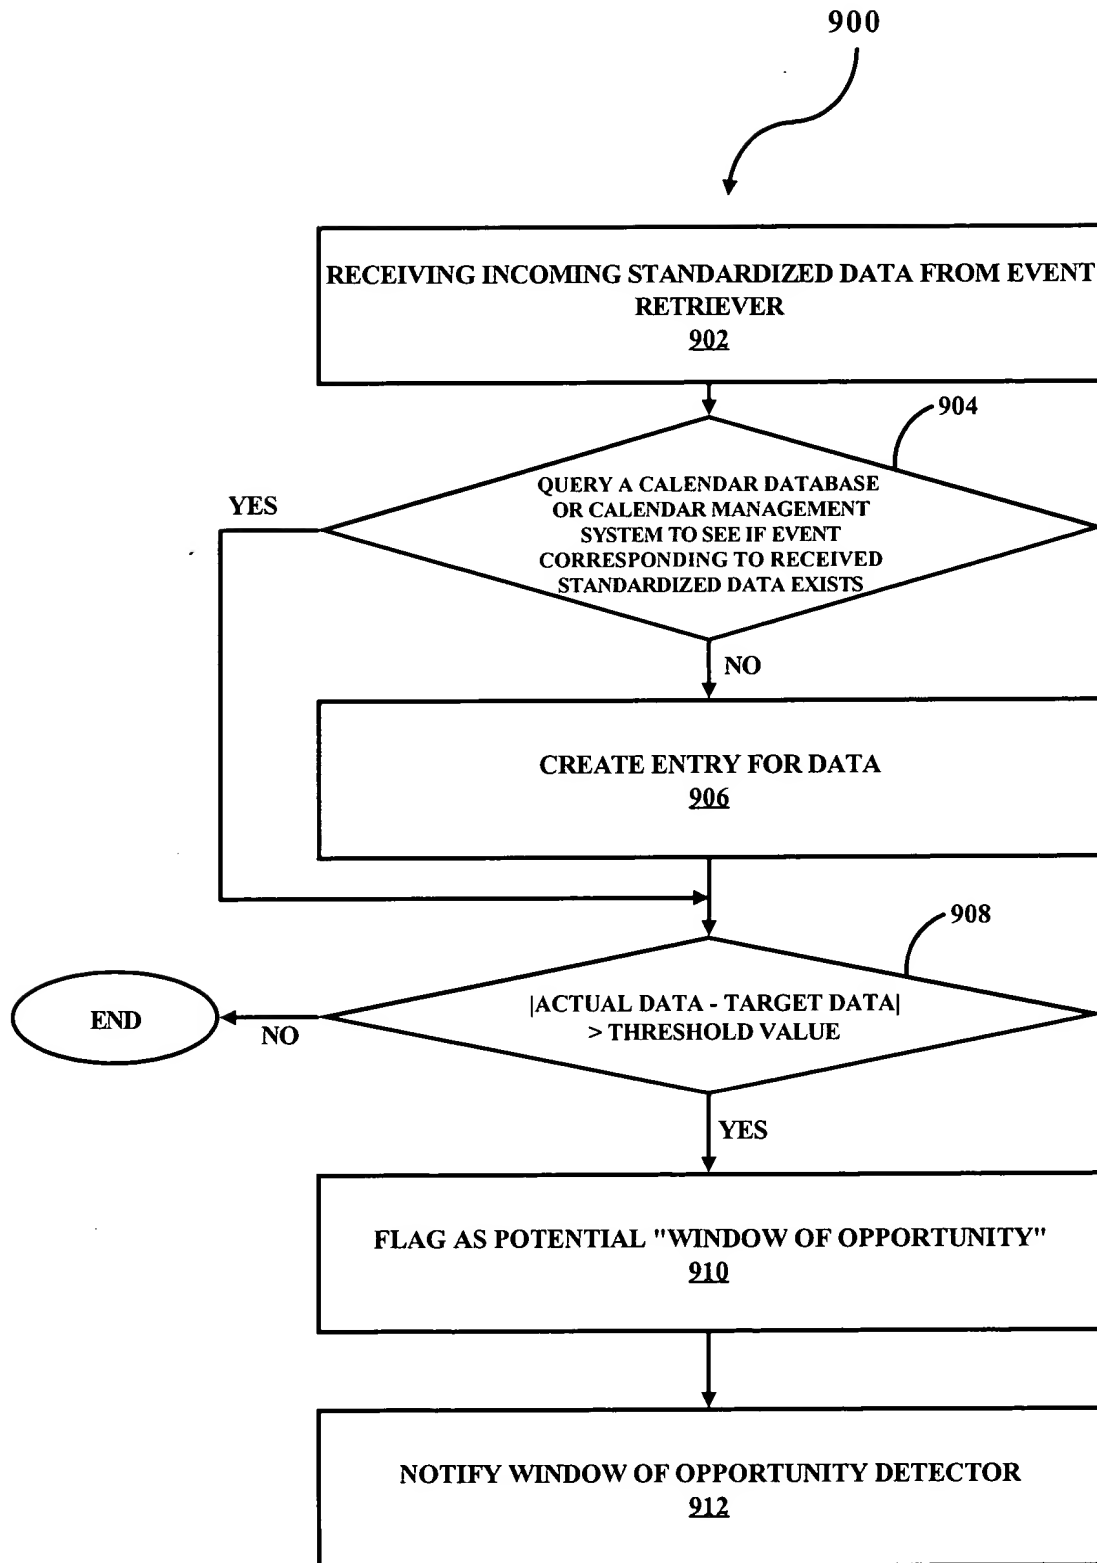 900
RECEIVING INCOMING STANDARDIZED DATA FROM EVENT
RETRIEVER
902
904
QUERY A CALENDAR DATABASE
OR CALENDAR MANAGEMENT
SYSTEM TO SEE IF EVENT
CORRESPONDING TO RECEIVED
STANDARDIZED DATA EXISTS
YES
NO
CREATE ENTRY FOR DATA
906
908
|ACTUAL DATA - TARGET DATA|
> THRESHOLD VALUE
END
NO
YES
FLAG AS POTENTIAL "WINDOW OF OPPORTUNITY"
910
NOTIFY WINDOW OF OPPORTUNITY DETECTOR
912